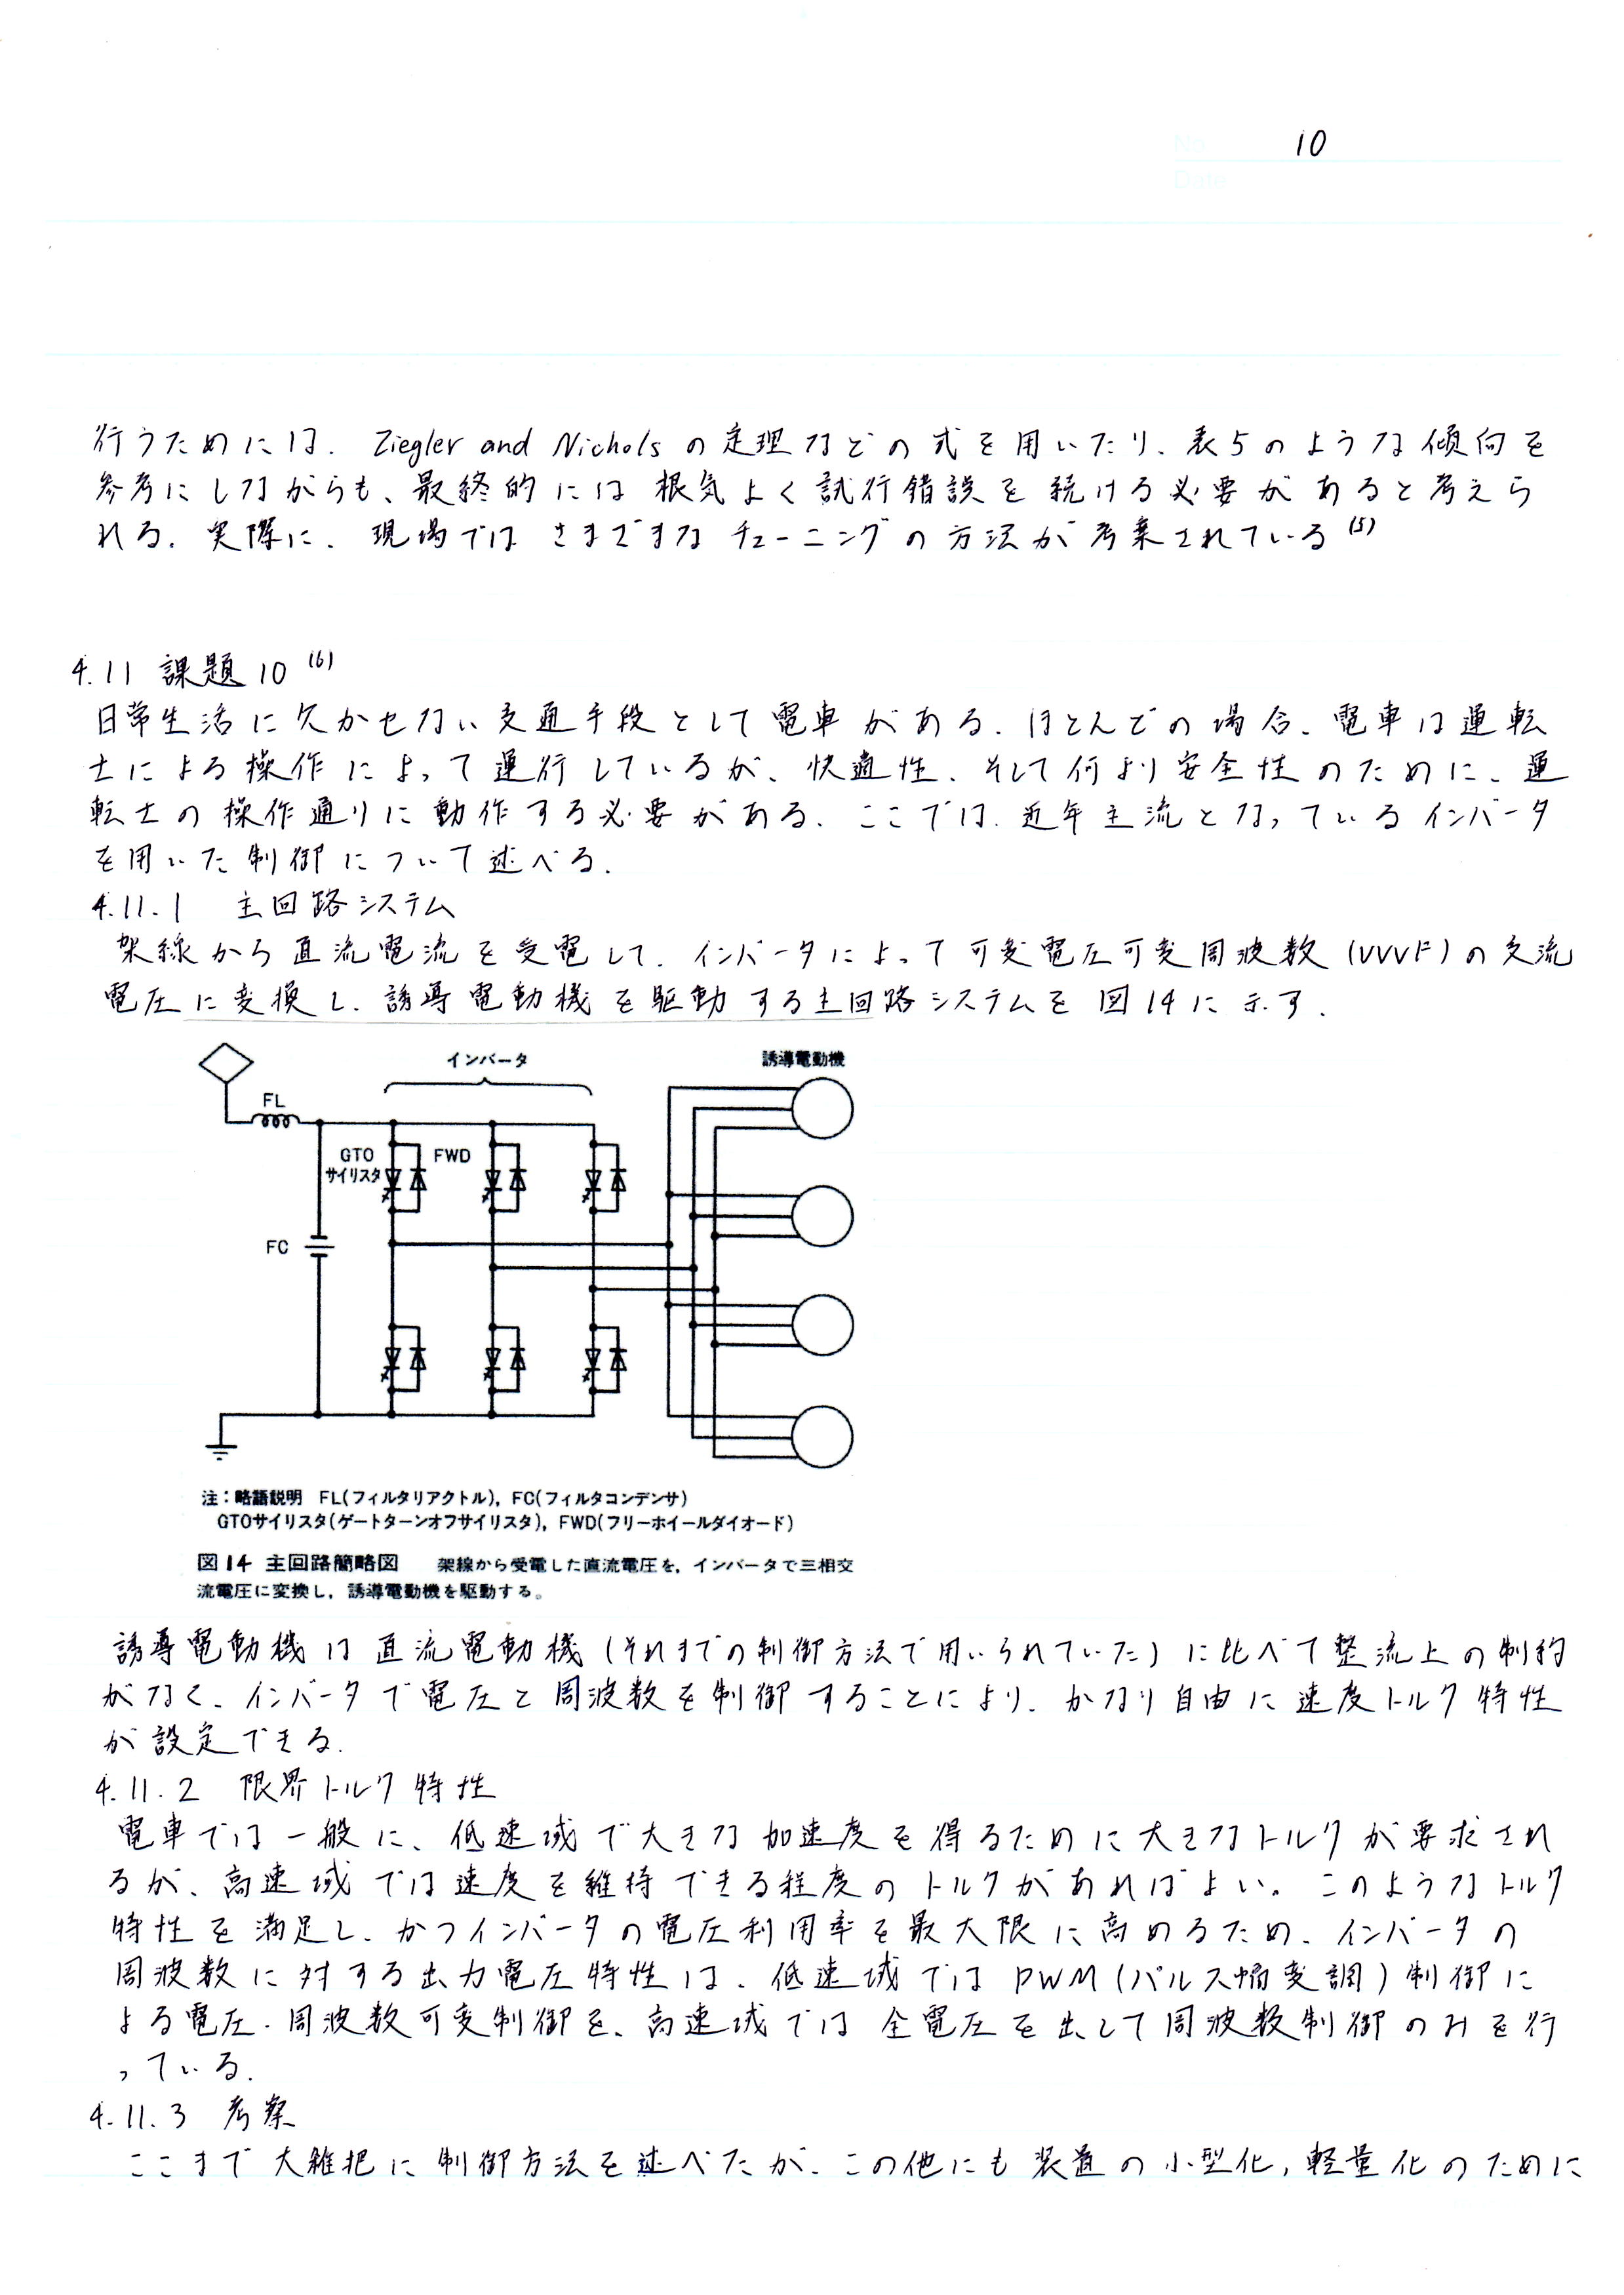 No. 10
Date
行うためには、Ziegler and Nichols の定理などの式を用いたり、表5のような傾向を
参考にしながらも、最終的には根気よく試行錯誤を続ける必要があると考えら
れる。実際に、現場ではさまざまなチューニングの方法が考案されている(5)
4.11 課題10 (6)
日常生活に欠かせない交通手段として電車がある。ほとんどの場合、電車は運転
士による操作によって運行しているが、快適性、そして何より安全性のために、運
転士の操作通りに動作する必要がある。ここでは、近年主流となっているインバータ
を用いた制御について述べる。
4.11.1 主回路システム
架線から直流電流を受電して、インバータによって可変電圧可変周波数(VVVF)の交流
電圧に変換し、誘導電動機を駆動する主回路システムを図14に示す。
インバータ
誘導電動機
FL
GTO
サイリスタ
FWD
FC
注:略語説明 FL(フィルタリアクトル),FC(フィルタコンデンサ)
GTOサイリスタ(ゲートターンオフサイリスタ),FWD(フリーホイールダイオード)
図14 主回路簡略図 架線から受電した直流電圧を,インバータで三相交
流電圧に変換し,誘導電動機を駆動する。
誘導電動機は直流電動機(それまでの制御方法で用いられていた)に比べて整流上の制約
がなく、インバータで電圧と周波数を制御することにより、かなり自由に速度トルク特性
が設定できる。
4.11.2 限界トルク特性
電車では一般に、低速域で大きな加速度を得るために大きなトルクが要求され
るが、高速域では速度を維持できる程度のトルクがあればよい。このようなトルク
特性を満足し、かつインバータの電圧利用率を最大限に高めるため、インバータの
周波数に対する出力電圧特性は、低速域ではPWM(パルス幅変調)制御に
よる電圧・周波数可変制御を、高速域では全電圧を出して周波数制御のみを行
っている。
4.11.3 考察
ここまで大雑把に制御方法を述べたが、この他にも装置の小型化,軽量化のために